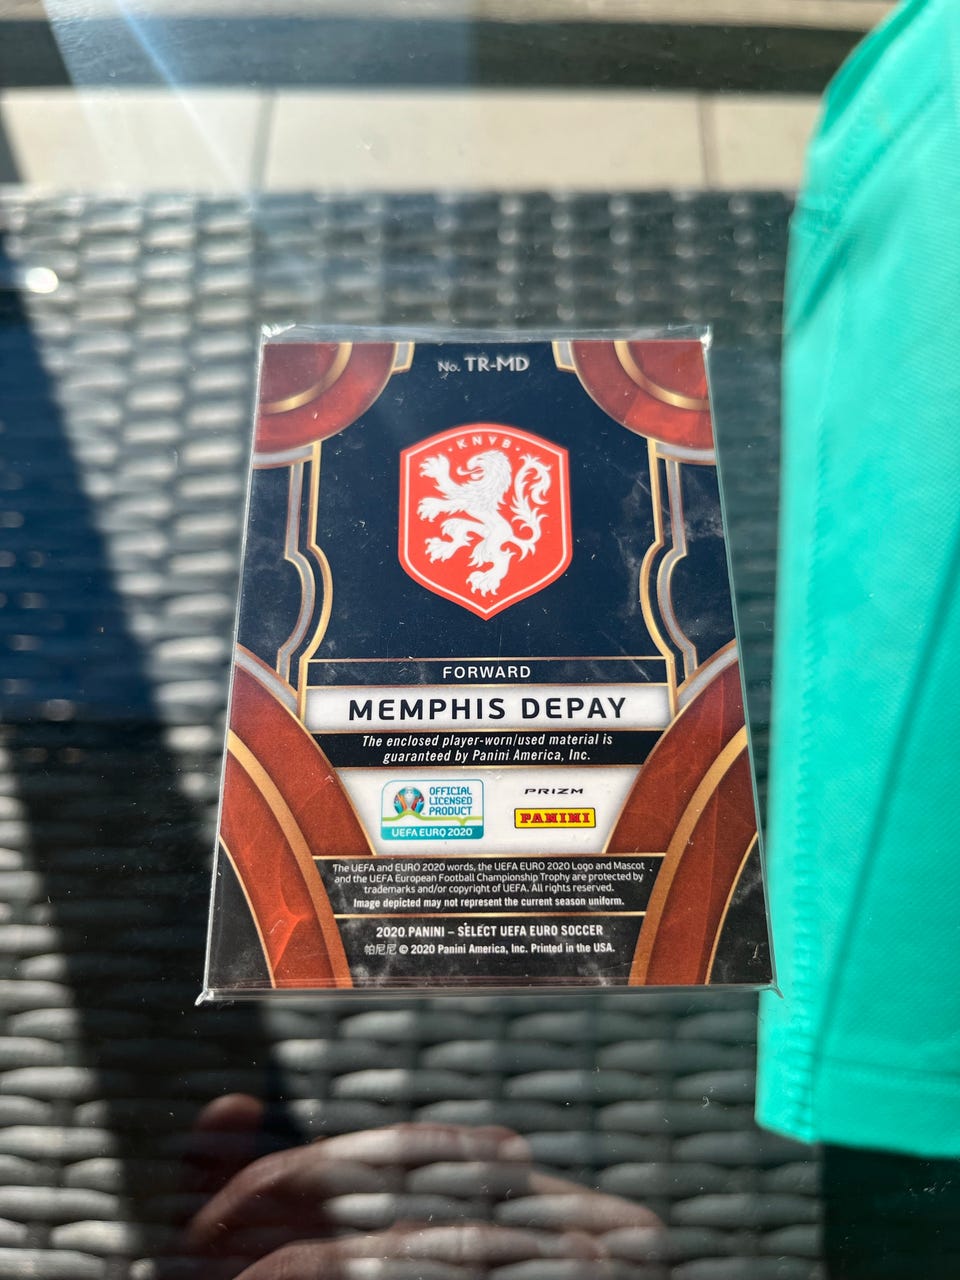 No. TR-MD
KNVB
FORWARD
MEMPHIS DEPAY
The enclosed player-worn/used material is
guaranteed by Panini America, Inc.
OFFICIAL
LICENSED
PRODUCT
UEFA EURO 2020
PRIZM
PANINI
The UEFA and EURO 2020 words, the UEFA EURO 2020 Logo and Mascot
and the UEFA European Football Championship Trophy are protected by
trademarks and/or copyright of UEFA. All rights reserved.
Image depicted may not represent the current season uniform.
2020 PANINI – SELECT UEFA EURO SOCCER
帕尼尼 © 2020 Panini America, Inc. Printed in the USA.